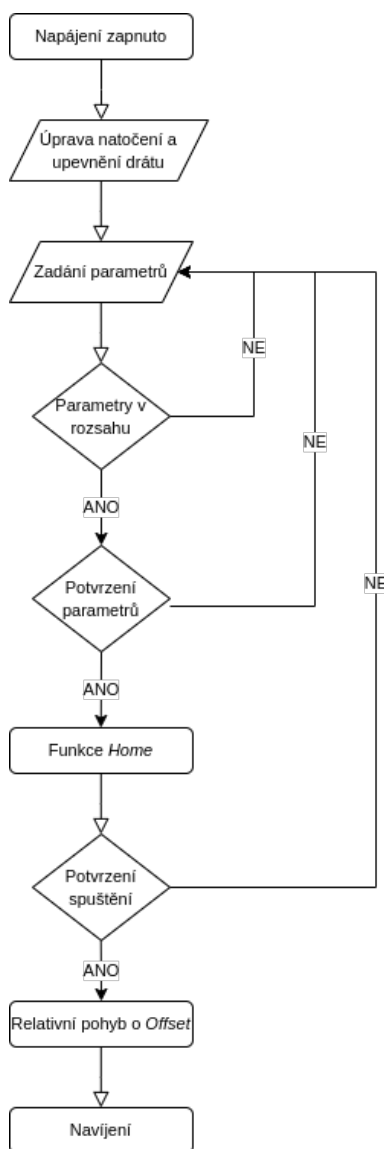 Napájení zapnuto
Úprava natočení a
upevnění drátu
Zadání parametrů
NE
Parametry v
rozsahu
NE
ANO
Potvrzení
parametrů
NE
ANO
Funkce Home
Potvrzení
spuštění
ANO
Relativní pohyb o Offset
Navíjení